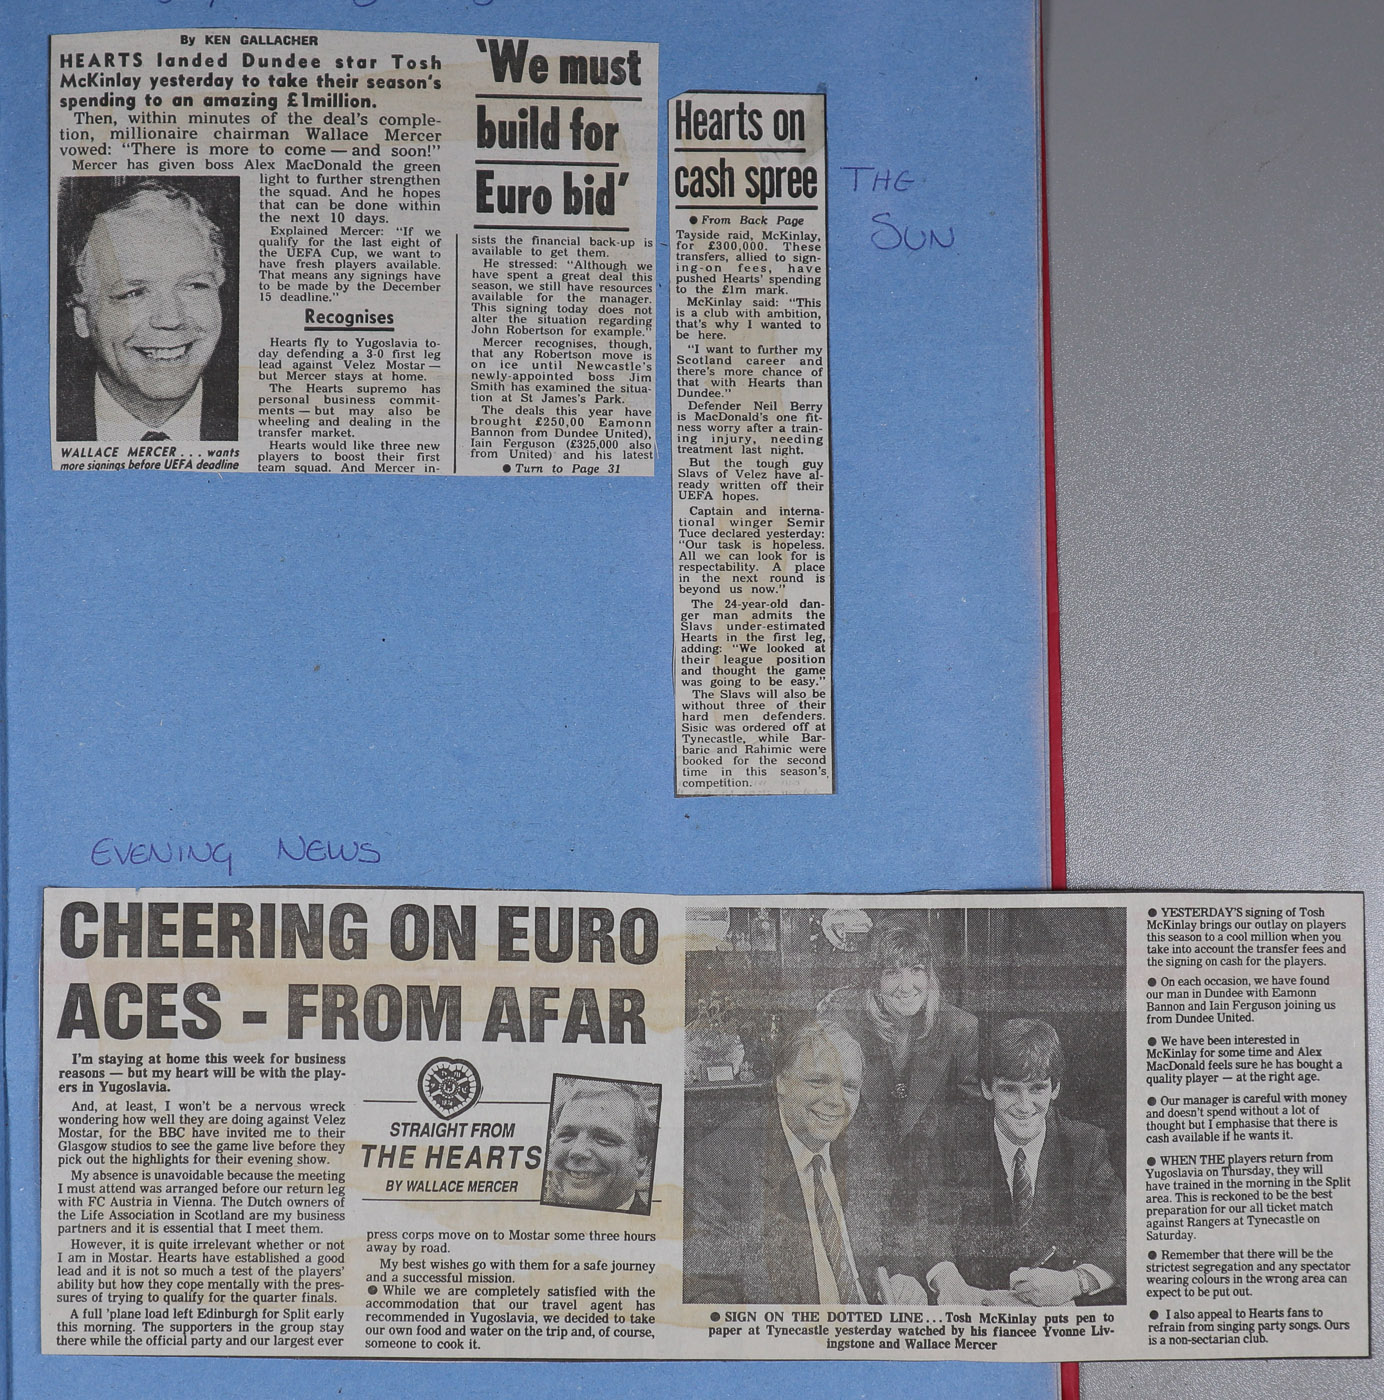 By KEN GALLACHER
HEARTS landed Dundee star Tosh
McKinlay yesterday to take their season's
spending to an amazing £1million.
Then, within minutes of the deal's comple-
tion, millionaire chairman Wallace Mercer
vowed: "There is more to come — and soon!"
Mercer has given boss Alex MacDonald the green
light to further strengthen
the squad. And he hopes
that can be done within
the next 10 days.
Explained Mercer: "If we
qualify for the last eight of
the UEFA Cup, we want to
have fresh players available.
That means any signings have
to be made by the December
15 deadline."
Recognises
Hearts fly to Yugoslavia to-
day defending a 3-0 first leg
lead against Velez Mostar —
but Mercer stays at home.
The Hearts supremo has
personal business commit-
ments — but may also be
wheeling and dealing in the
transfer market.
Hearts would like three new
players to boost their first
team squad. And Mercer in-
WALLACE MERCER . . . wants
more signings before UEFA deadline
'We must
build for
Euro bid'
sists the financial back-up is
available to get them.
He stressed: "Although we
have spent a great deal this
season, we still have resources
available for the manager.
This signing today does not
alter the situation regarding
John Robertson for example."
Mercer recognises, though,
that any Robertson move is
on ice until Newcastle's
newly-appointed boss Jim
Smith has examined the situa-
tion at St James's Park.
The deals this year have
brought £250,00 Eamonn
Bannon from Dundee United),
Iain Ferguson (£325,000 also
from United) and his latest
● Turn to Page 31
Hearts on
cash spree
● From Back Page
Tayside raid, McKinlay,
for £300,000. These
transfers, allied to sign-
ing-on fees, have
pushed Hearts' spending
to the £1m mark.
McKinlay said: "This
is a club with ambition,
that's why I wanted to
be here.
"I want to further my
Scotland career and
there's more chance of
that with Hearts than
Dundee."
Defender Neil Berry
is MacDonald's one fit-
ness worry after a train-
ing injury, needing
treatment last night.
But the tough guy
Slavs of Velez have al-
ready written off their
UEFA hopes.
Captain and interna-
tional winger Semir
Tuce declared yesterday:
"Our task is hopeless.
All we can look for is
respectability. A place
in the next round is
beyond us now."
The 24-year-old dan-
ger man admits the
Slavs under-estimated
Hearts in the first leg,
adding: "We looked at
their league position
and thought the game
was going to be easy."
The Slavs will also be
without three of their
hard men defenders.
Sisic was ordered off at
Tynecastle, while Bar-
baric and Rahimic were
booked for the second
time in this season's
competition.
THE
SUN
EVENING NEWS
CHEERING ON EURO
ACES - FROM AFAR
I'm staying at home this week for business
reasons — but my heart will be with the play-
ers in Yugoslavia.
And, at least, I won't be a nervous wreck
wondering how well they are doing against Velez
Mostar, for the BBC have invited me to their
Glasgow studios to see the game live before they
pick out the highlights for their evening show.
My absence is unavoidable because the meeting
I must attend was arranged before our return leg
with FC Austria in Vienna. The Dutch owners of
the Life Association in Scotland are my business
partners and it is essential that I meet them.
However, it is quite irrelevant whether or not
I am in Mostar. Hearts have established a good
lead and it is not so much a test of the players'
ability but how they cope mentally with the pres-
sures of trying to qualify for the quarter finals.
A full 'plane load left Edinburgh for Split early
this morning. The supporters in the group stay
there while the official party and our largest ever
STRAIGHT FROM
THE HEARTS
BY WALLACE MERCER
press corps move on to Mostar some three hours
away by road.
My best wishes go with them for a safe journey
and a successful mission.
● While we are completely satisfied with the
accommodation that our travel agent has
recommended in Yugoslavia, we decided to take
our own food and water on the trip and, of course,
someone to cook it.
● SIGN ON THE DOTTED LINE . . . Tosh McKinlay puts pen to
paper at Tynecastle yesterday watched by his fiancee Yvonne Liv-
ingstone and Wallace Mercer
● YESTERDAY'S signing of Tosh
McKinlay brings our outlay on players
this season to a cool million when you
take into account the transfer fees and
the signing on cash for the players.
● On each occasion, we have found
our man in Dundee with Eamonn
Bannon and Iain Ferguson joining us
from Dundee United.
● We have been interested in
McKinlay for some time and Alex
MacDonald feels sure he has bought a
quality player — at the right age.
● Our manager is careful with money
and doesn't spend without a lot of
thought but I emphasise that there is
cash available if he wants it.
● WHEN THE players return from
Yugoslavia on Thursday, they will
have trained in the morning in the Split
area. This is reckoned to be the best
preparation for our all ticket match
against Rangers at Tynecastle on
Saturday.
● Remember that there will be the
strictest segregation and any spectator
wearing colours in the wrong area can
expect to be put out.
● I also appeal to Hearts fans to
refrain from singing party songs. Ours
is a non-sectarian club.